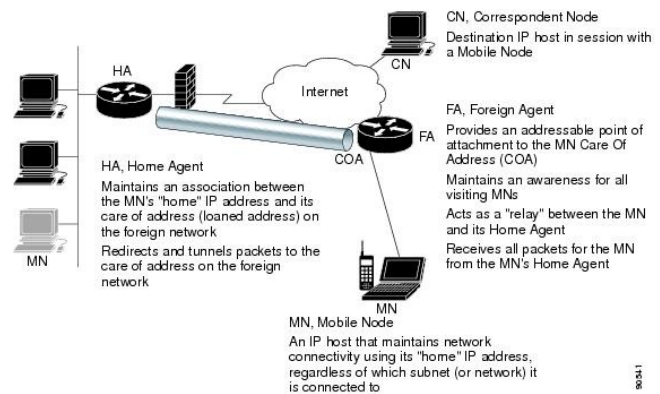 CN, Correspondent Node
Destination IP host in session with
a Mobile Node
CN
HA
Internet
FA
COA
FA, Foreign Agent
Provides an addressable point of
attachment to the MN Care Of
Address (COA)
Maintains an awareness for all
visiting MNs
Acts as a "relay" between the MN
and its Home Agent
Receives all packets for the MN
from the MN's Home Agent
HA, Home Agent
Maintains an association between
the MN's "home" IP address and its
care of address (loaned address) on
the foreign network
Redirects and tunnels packets to the
care of address on the foreign
network
MN
MN
MN, Mobile Node
An IP host that maintains network
connectivity using its "home" IP address,
regardless of which subnet (or network) it
is connected to
90541